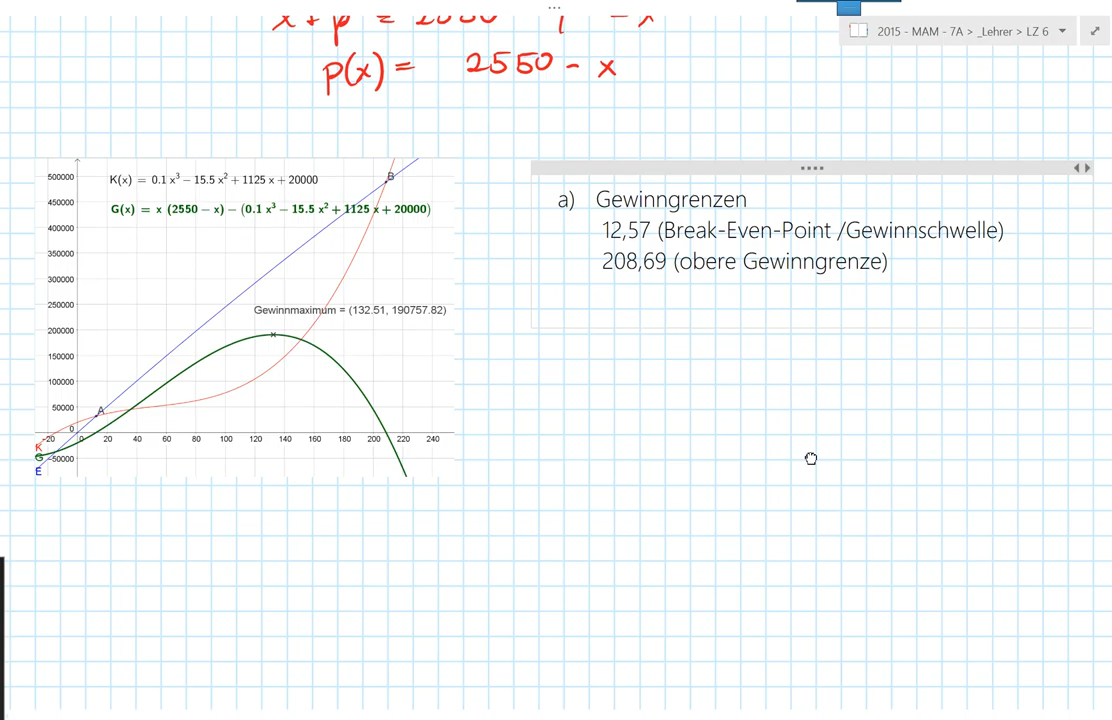 2015 - MAM - 7A > _Lehrer > LZ 6
x + p = 2550 - x
p(x) = 2550 - x
K(x) = 0.1 x³ − 15.5 x² + 1125 x + 20000
G(x) = x (2550 − x) − (0.1 x³ − 15.5 x² + 1125 x + 20000)
500000
450000
400000
350000
300000
250000
200000
150000
100000
50000
0
−50000
B
Gewinnmaximum = (132.51, 190757.82)
A
-20 0 20 40 60 80 100 120 140 160 180 200 220 240
K
G
E
a) Gewinngrenzen
12,57 (Break-Even-Point /Gewinnschwelle)
208,69 (obere Gewinngrenze)